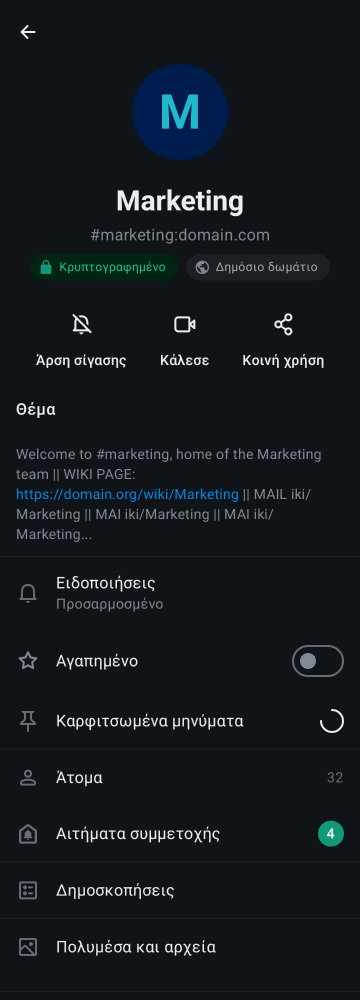 M
Marketing
#marketing:domain.com
Κρυπτογραφημένο Δημόσιο δωμάτιο
Άρση σίγασης Κάλεσε Κοινή χρήση
Θέμα
Welcome to #marketing, home of the Marketing
team || WIKI PAGE:
https://domain.org/wiki/Marketing || MAIL iki/
Marketing || MAI iki/Marketing || MAI iki/
Marketing...
Ειδοποιήσεις
Προσαρμοσμένο
Αγαπημένο
Καρφιτσωμένα μηνύματα
Άτομα 32
Αιτήματα συμμετοχής 4
Δημοσκοπήσεις
Πολυμέσα και αρχεία